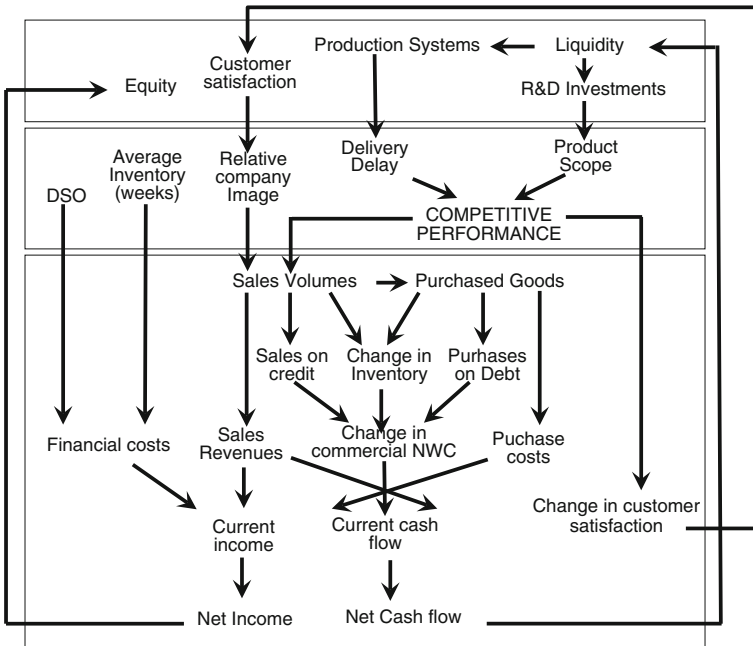 Production Systems
Liquidity
Customer
satisfaction
Equity
R&D Investments
Average
Inventory
(weeks)
DSO
Relative
company
Image
Delivery
Delay
Product
Scope
COMPETITIVE
PERFORMANCE
Sales Volumes
Purchased Goods
Sales on
credit
Change in
Inventory
Purhases
on Debt
Financial costs
Sales
Revenues
Change in
commercial NWC
Puchase
costs
Current
income
Current cash
flow
Change in customer
satisfaction
Net Income
Net Cash flow